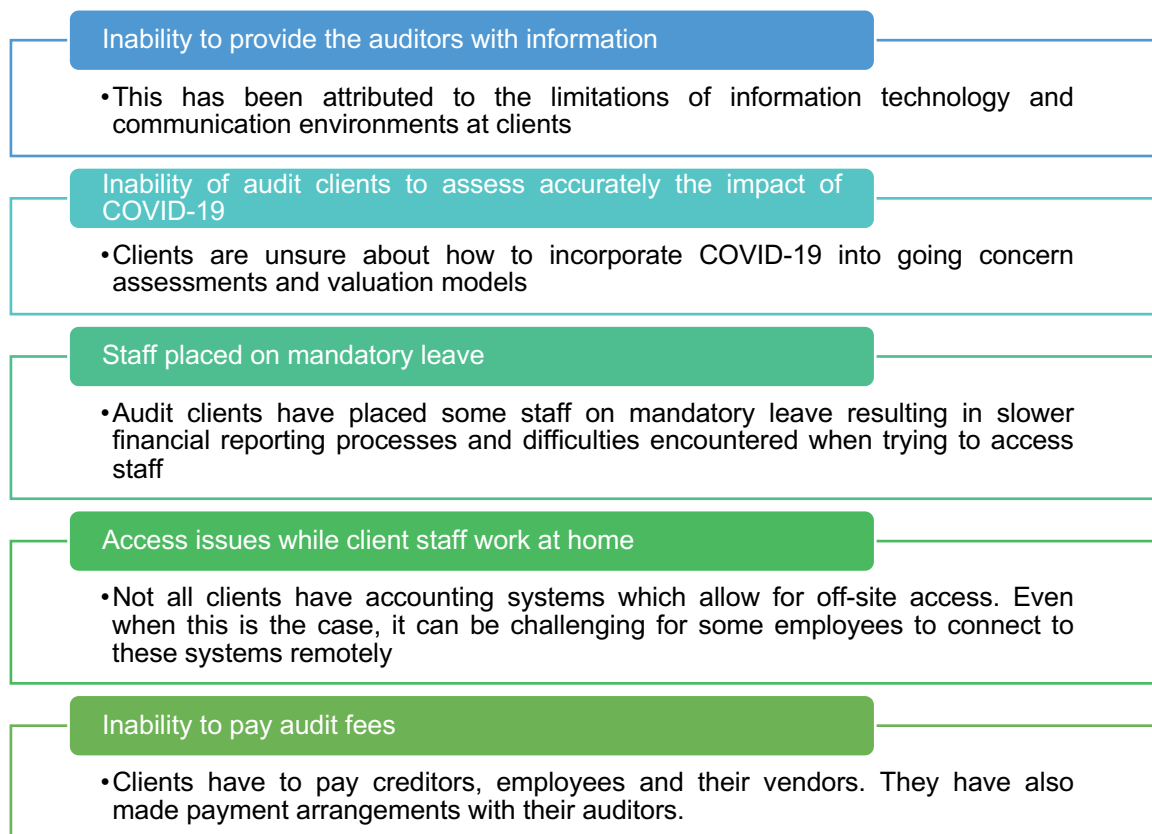 Inability to provide the auditors with information
•This has been attributed to the limitations of information technology and
communication environments at clients
Inability of audit clients to assess accurately the impact of
COVID-19
•Clients are unsure about how to incorporate COVID-19 into going concern
assessments and valuation models
Staff placed on mandatory leave
•Audit clients have placed some staff on mandatory leave resulting in slower
financial reporting processes and difficulties encountered when trying to access
staff
Access issues while client staff work at home
•Not all clients have accounting systems which allow for off-site access. Even
when this is the case, it can be challenging for some employees to connect to
these systems remotely
Inability to pay audit fees
•Clients have to pay creditors, employees and their vendors. They have also
made payment arrangements with their auditors.